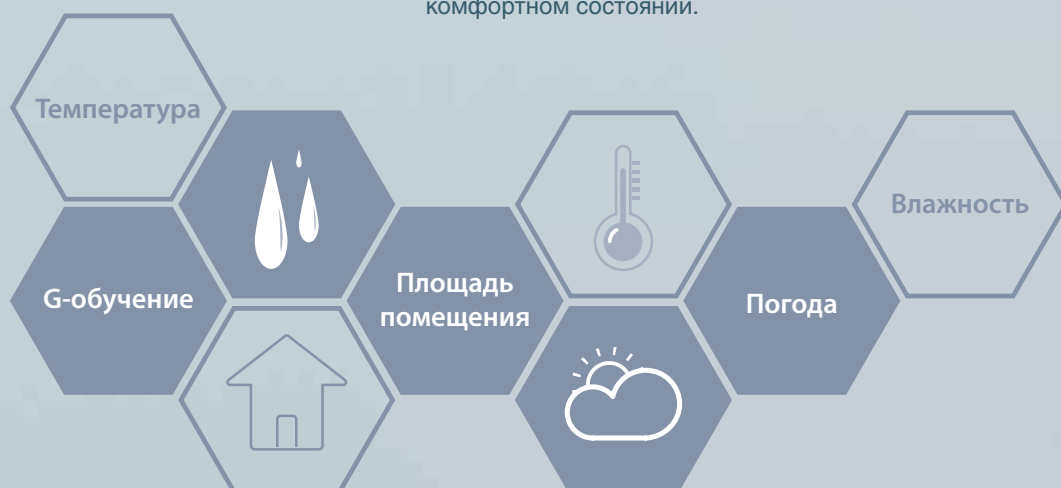 комфортном состоянии.
Температура
Влажность
G-обучение
Площадь
помещения
Погода